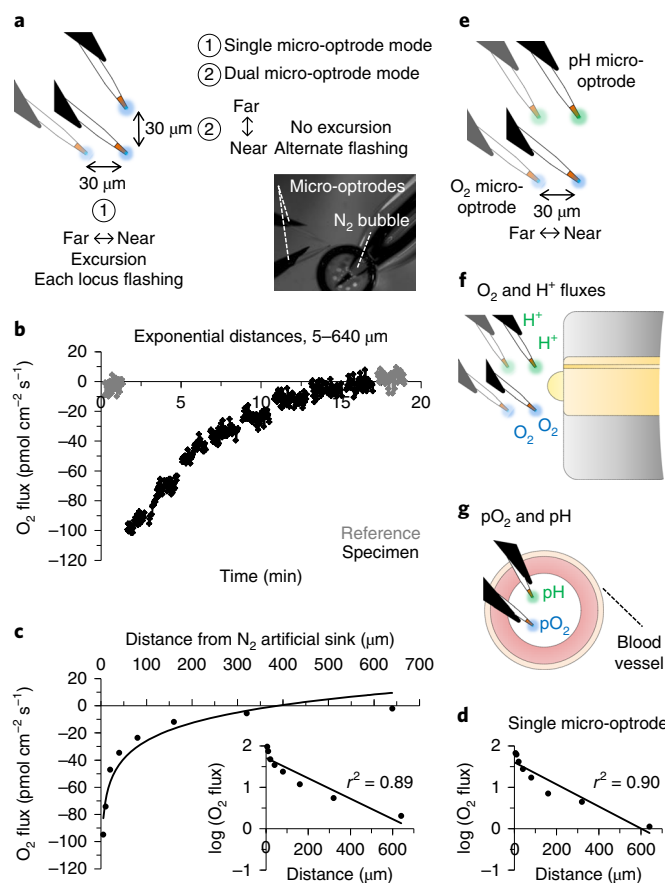 a
1 Single micro-optrode mode
2 Dual micro-optrode mode
30 µm
2
Far
↕
Near
No excursion
Alternate flashing
30 µm
1
Far ↔ Near
Excursion
Each locus flashing
Micro-optrodes
N₂ bubble
b
Exponential distances, 5–640 µm
O₂ flux (pmol cm⁻² s⁻¹)
20
0
−20
−40
−60
−80
−100
−120
0
5
10
15
20
Reference
Specimen
Time (min)
c
Distance from N₂ artificial sink (µm)
0 100 200 300 400 500 600 700
O₂ flux (pmol cm⁻² s⁻¹)
20
0
−20
−40
−60
−80
−100
−120
log (O₂ flux)
2
1
0
−1
r² = 0.89
0 200 400 600
Distance (µm)
d
Single micro-optrode
log (O₂ flux)
2
1
0
−1
r² = 0.90
0 200 400 600
Distance (µm)
e
pH micro-
optrode
O₂ micro-
optrode
30 µm
Far ↔ Near
f
O₂ and H⁺ fluxes
H⁺
H⁺
O₂
O₂
g
pO₂ and pH
pH
pO₂
Blood
vessel